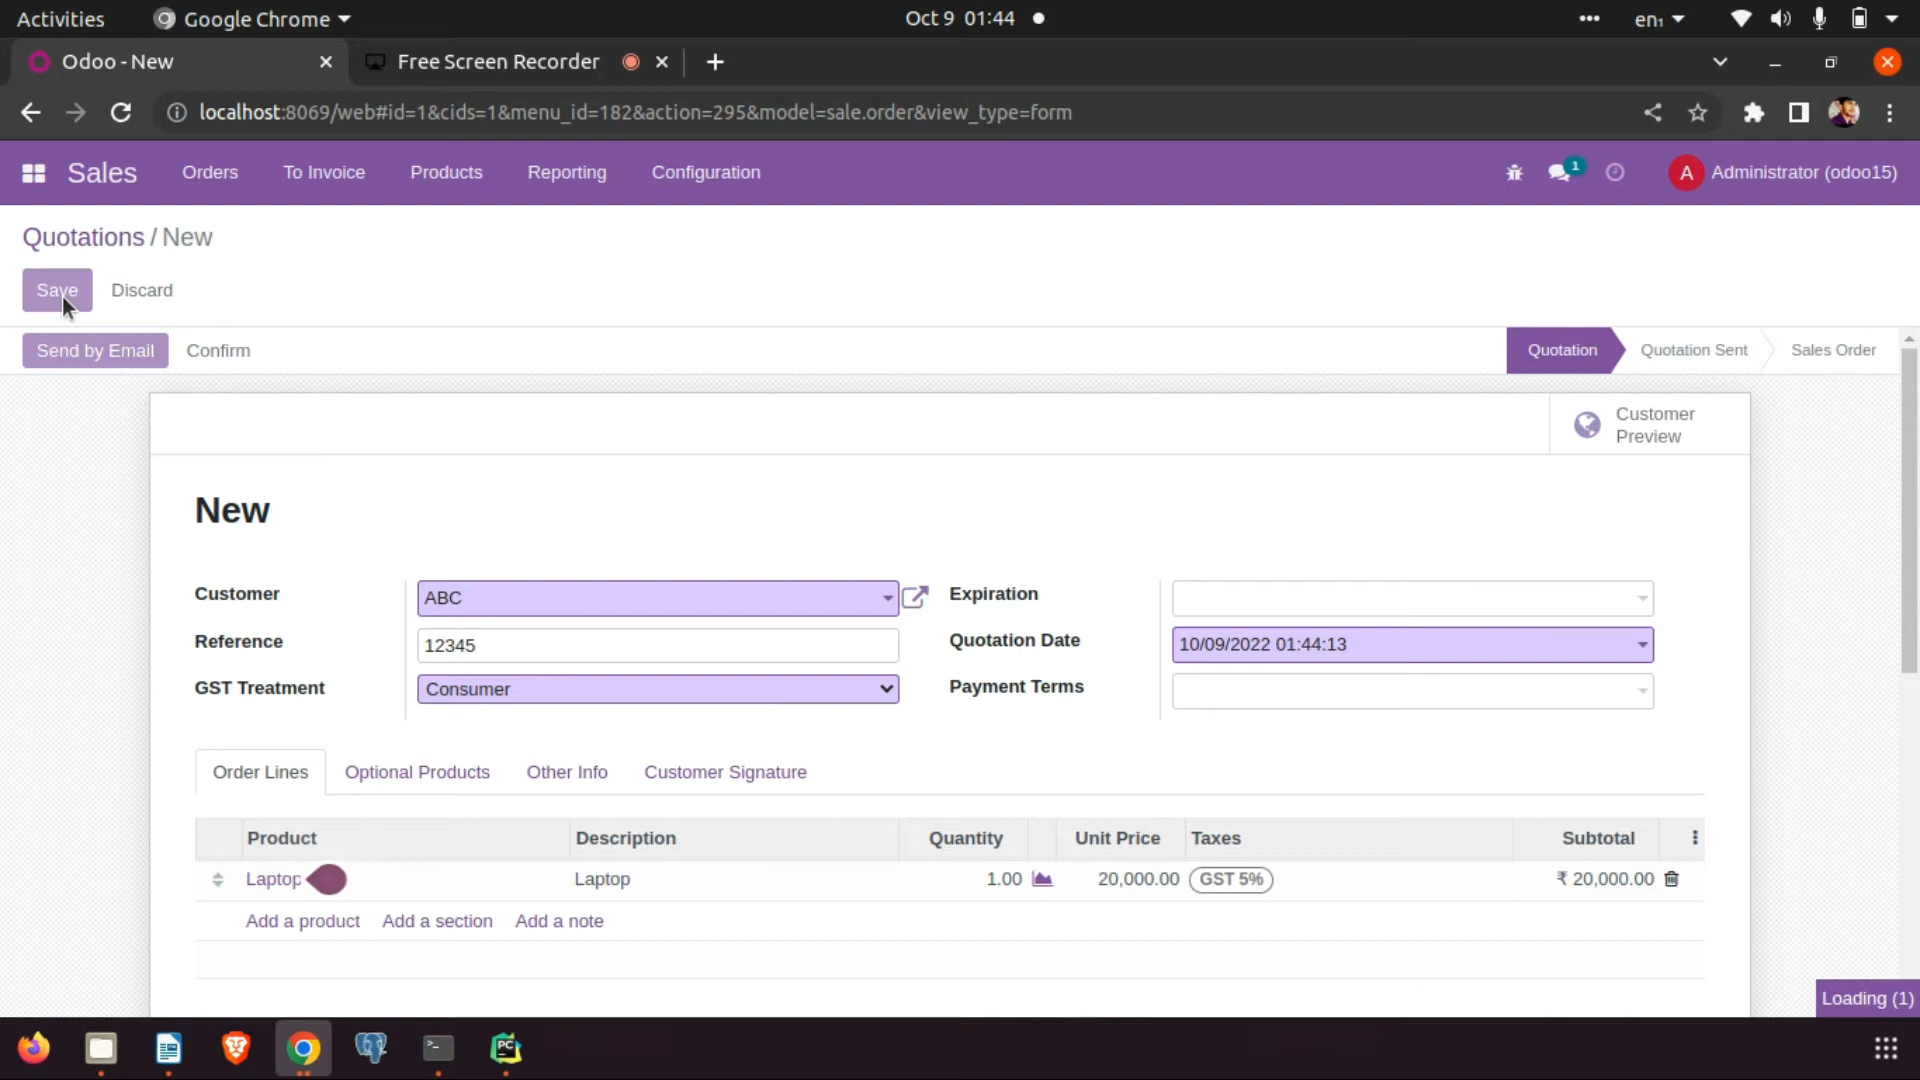 Activities
Google Chrome
Oct 9 01:44
en₁
Odoo - New
Free Screen Recorder
localhost:8069/web#id=1&cids=1&menu_id=182&action=295&model=sale.order&view_type=form
Sales
Orders
To Invoice
Products
Reporting
Configuration
1
A
Administrator (odoo15)
Quotations / New
Save
Discard
Send by Email
Confirm
Quotation
Quotation Sent
Sales Order
Customer
Preview
New
Customer
ABC
Expiration
Reference
12345
Quotation Date
10/09/2022 01:44:13
GST Treatment
Consumer
Payment Terms
Order Lines
Optional Products
Other Info
Customer Signature
Product
Description
Quantity
Unit Price
Taxes
Subtotal
Laptop
Laptop
1.00
20,000.00
GST 5%
₹ 20,000.00
Add a product
Add a section
Add a note
Loading (1)
PC